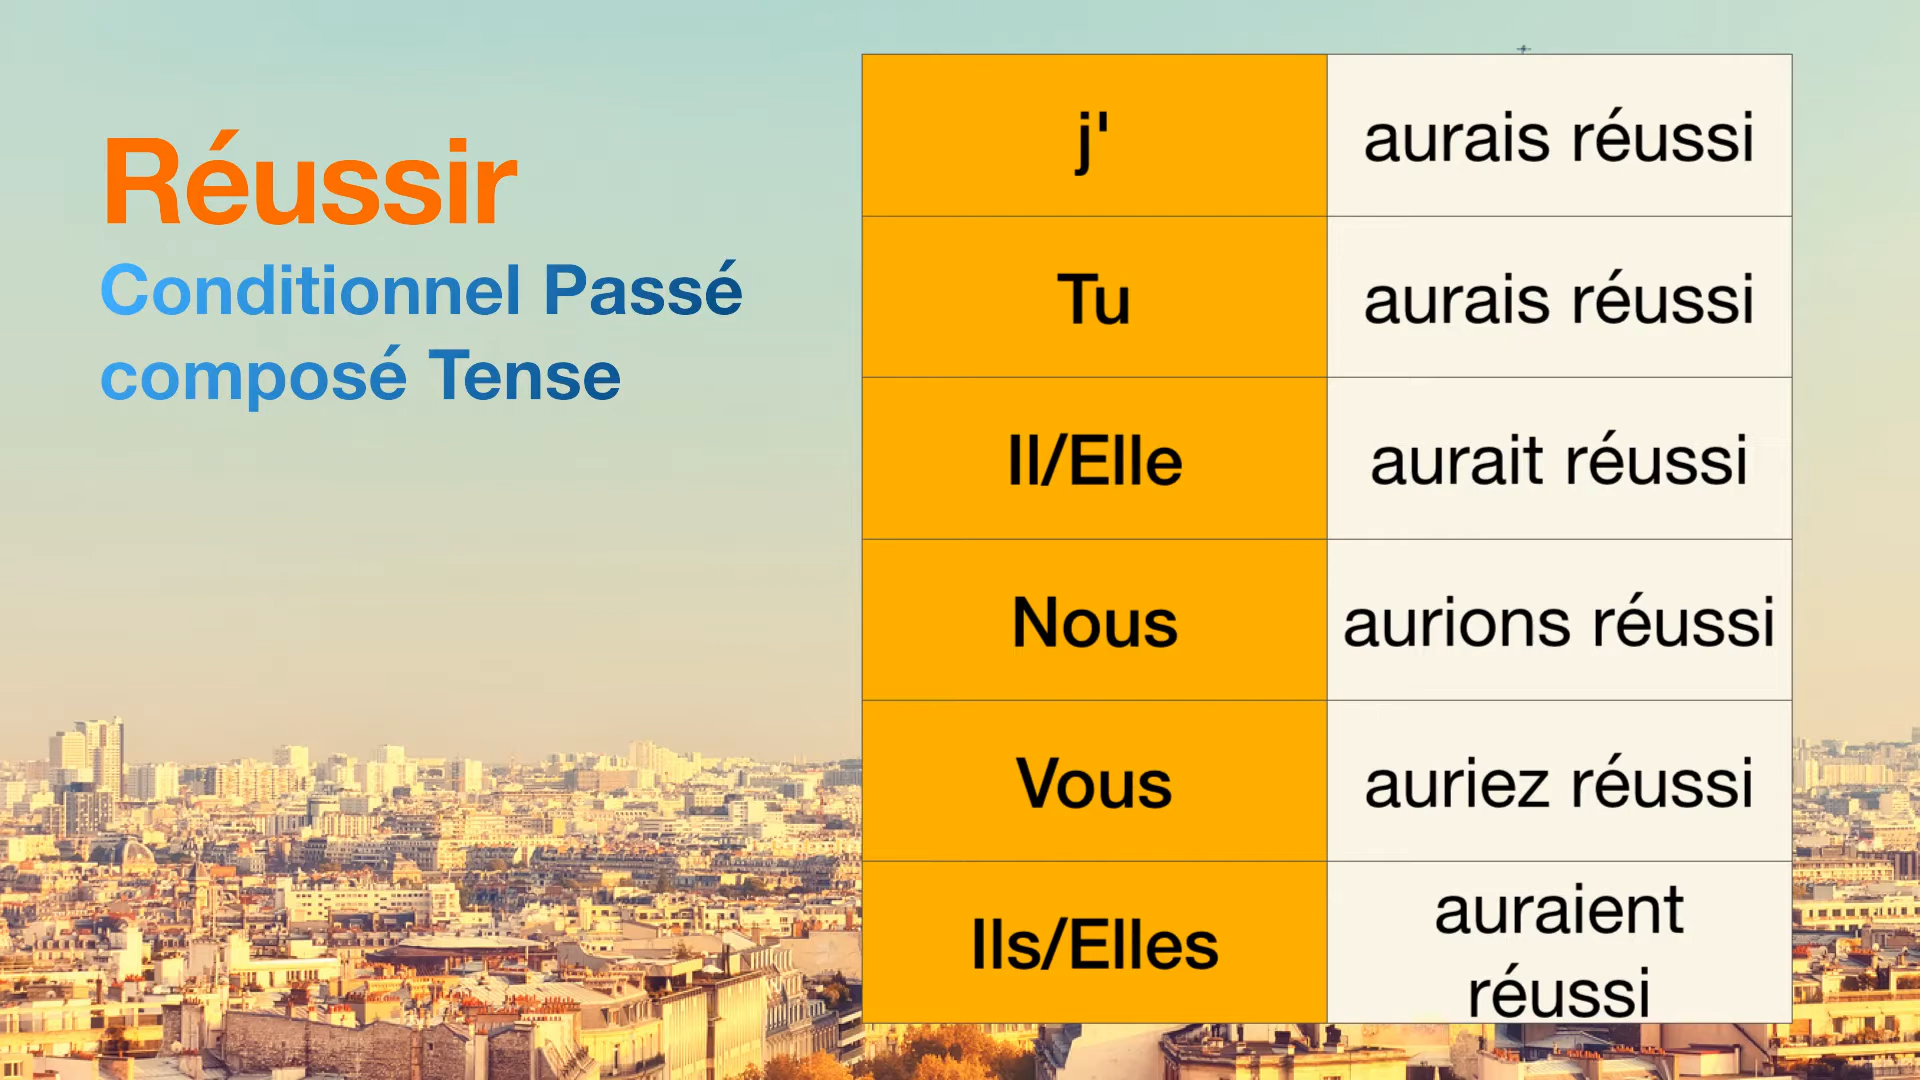 Réussir
Conditionnel Passé
composé Tense
j' aurais réussi
Tu aurais réussi
Il/Elle aurait réussi
Nous aurions réussi
Vous auriez réussi
Ils/Elles auraient
réussi